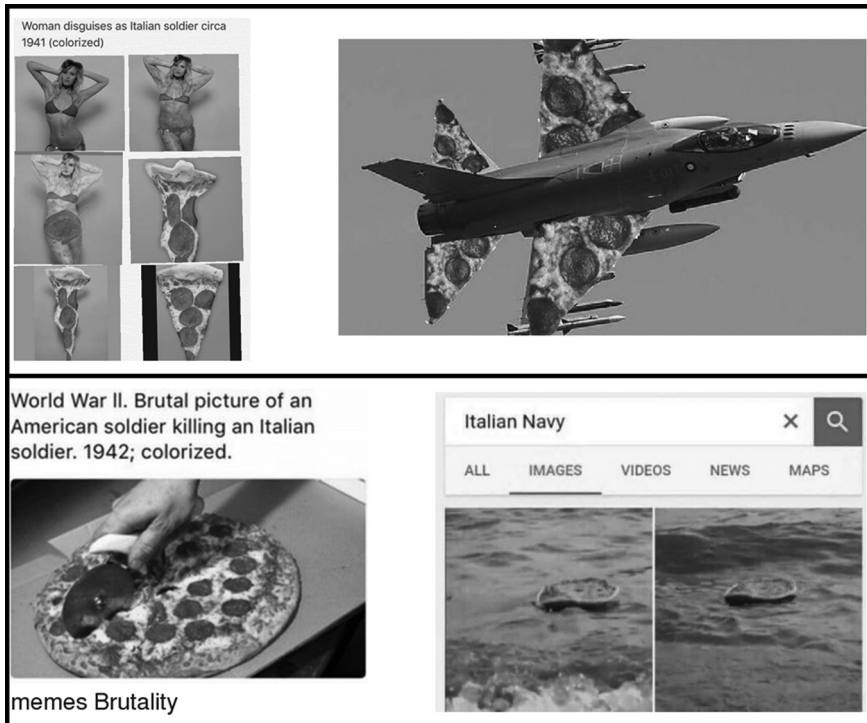 Woman disguises as Italian soldier circa
1941 (colorized)
World War II. Brutal picture of an
American soldier killing an Italian
soldier. 1942; colorized.
memes Brutality
Italian Navy
ALL IMAGES VIDEOS NEWS MAPS